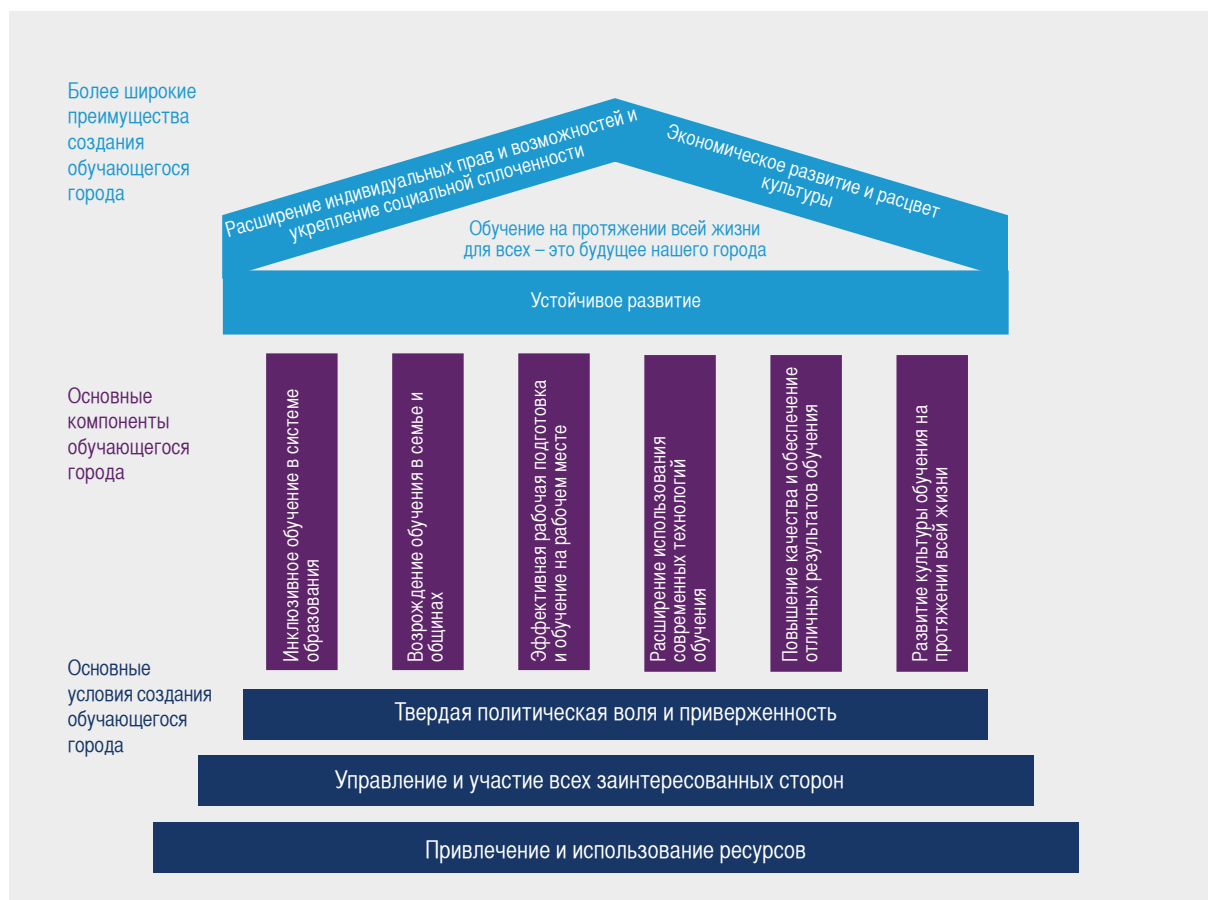 Более широкие
преимущества
создания
обучающегося
города
Расширение индивидуальных прав и возможностей и
укрепление социальной сплоченности
Экономическое развитие и расцвет
культуры
Обучение на протяжении всей жизни
для всех – это будущее нашего города
Устойчивое развитие
Основные
компоненты
обучающегося
города
Инклюзивное обучение в системе
образования
Возрождение обучения в семье и
общинах
Эффективная рабочая подготовка
и обучение на рабочем месте
Расширение использования
современных технологий
обучения
Повышение качества и обеспечение
отличных результатов обучения
Развитие культуры обучения на
протяжении всей жизни
Основные
условия создания
обучающегося
города
Твердая политическая воля и приверженность
Управление и участие всех заинтересованных сторон
Привлечение и использование ресурсов